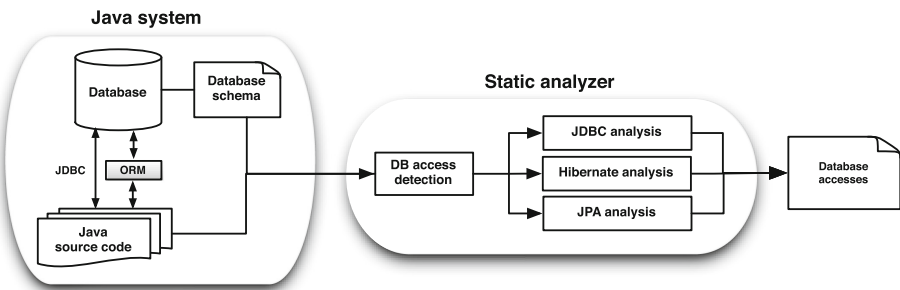 Java system
Database
Database
schema
JDBC
ORM
Java
source code
Static analyzer
DB access
detection
JDBC analysis
Hibernate analysis
JPA analysis
Database
accesses